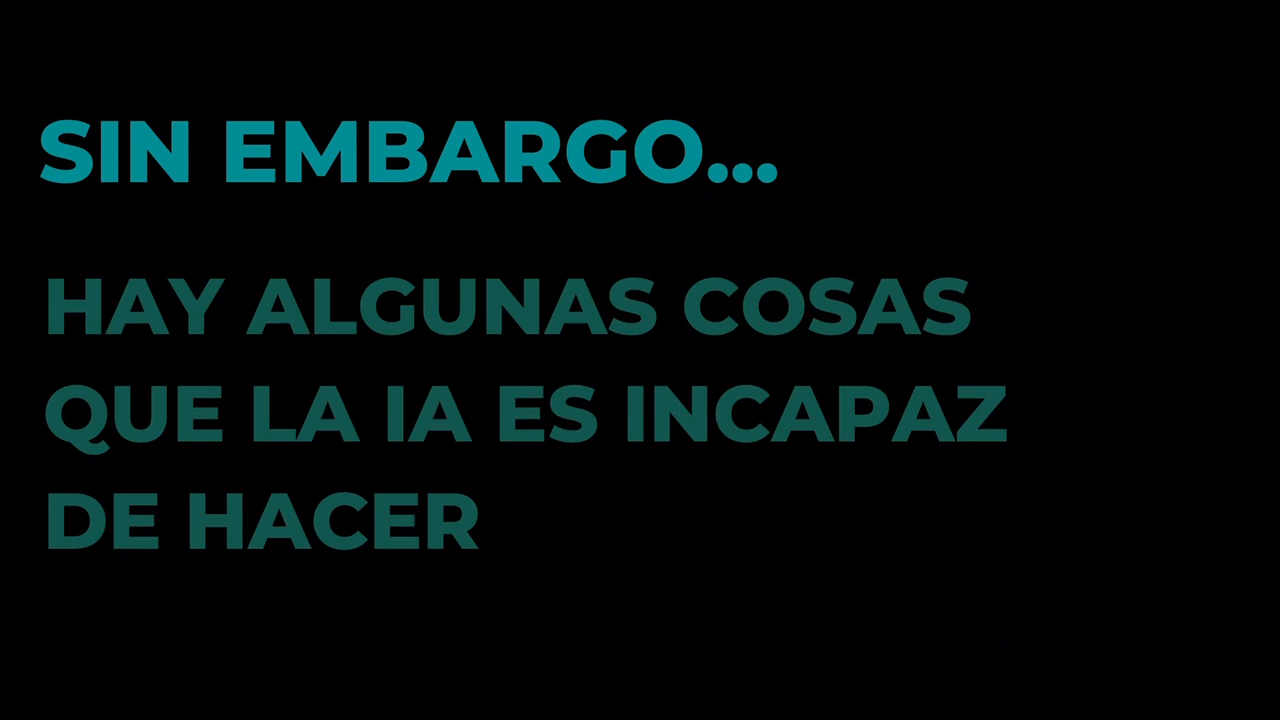 SIN EMBARGO...
HAY ALGUNAS COSAS
QUE LA IA ES INCAPAZ
DE HACER